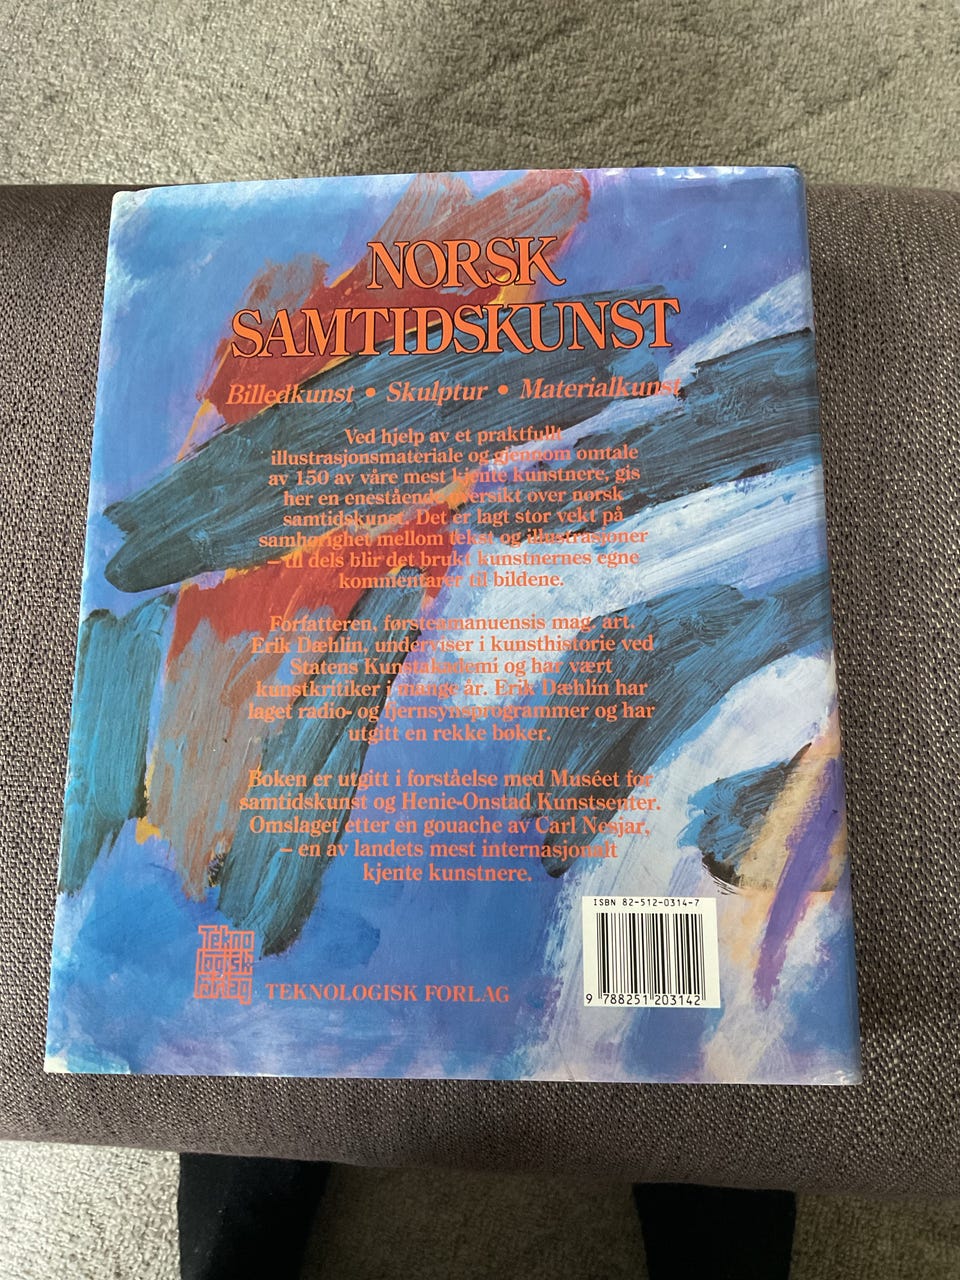 NORSK
SAMTIDSKUNST
Billedkunst • Skulptur • Materialkunst
Ved hjelp av et praktfullt
illustrasjonsmateriale og gjennom omtale
av 150 av våre mest kjente kunstnere, gis
her en enestående oversikt over norsk
samtidskunst. Det er lagt stor vekt på
samhørighet mellom tekst og illustrasjoner
– til dels blir det brukt kunstnernes egne
kommentarer til bildene.
Forfatteren, førsteamanuensis mag. art.
Erik Dæhlin, underviser i kunsthistorie ved
Statens Kunstakademi og har vært
kunstkritiker i mange år. Erik Dæhlin har
laget radio- og fjernsynsprogrammer og har
utgitt en rekke bøker.
Boken er utgitt i forståelse med Muséet for
samtidskunst og Henie-Onstad Kunstsenter.
Omslaget etter en gouache av Carl Nesjar,
– en av landets mest internasjonalt
kjente kunstnere.
ISBN 82-512-0314-7
9 788251 203142
Tekno
logisk
forlag
TEKNOLOGISK FORLAG